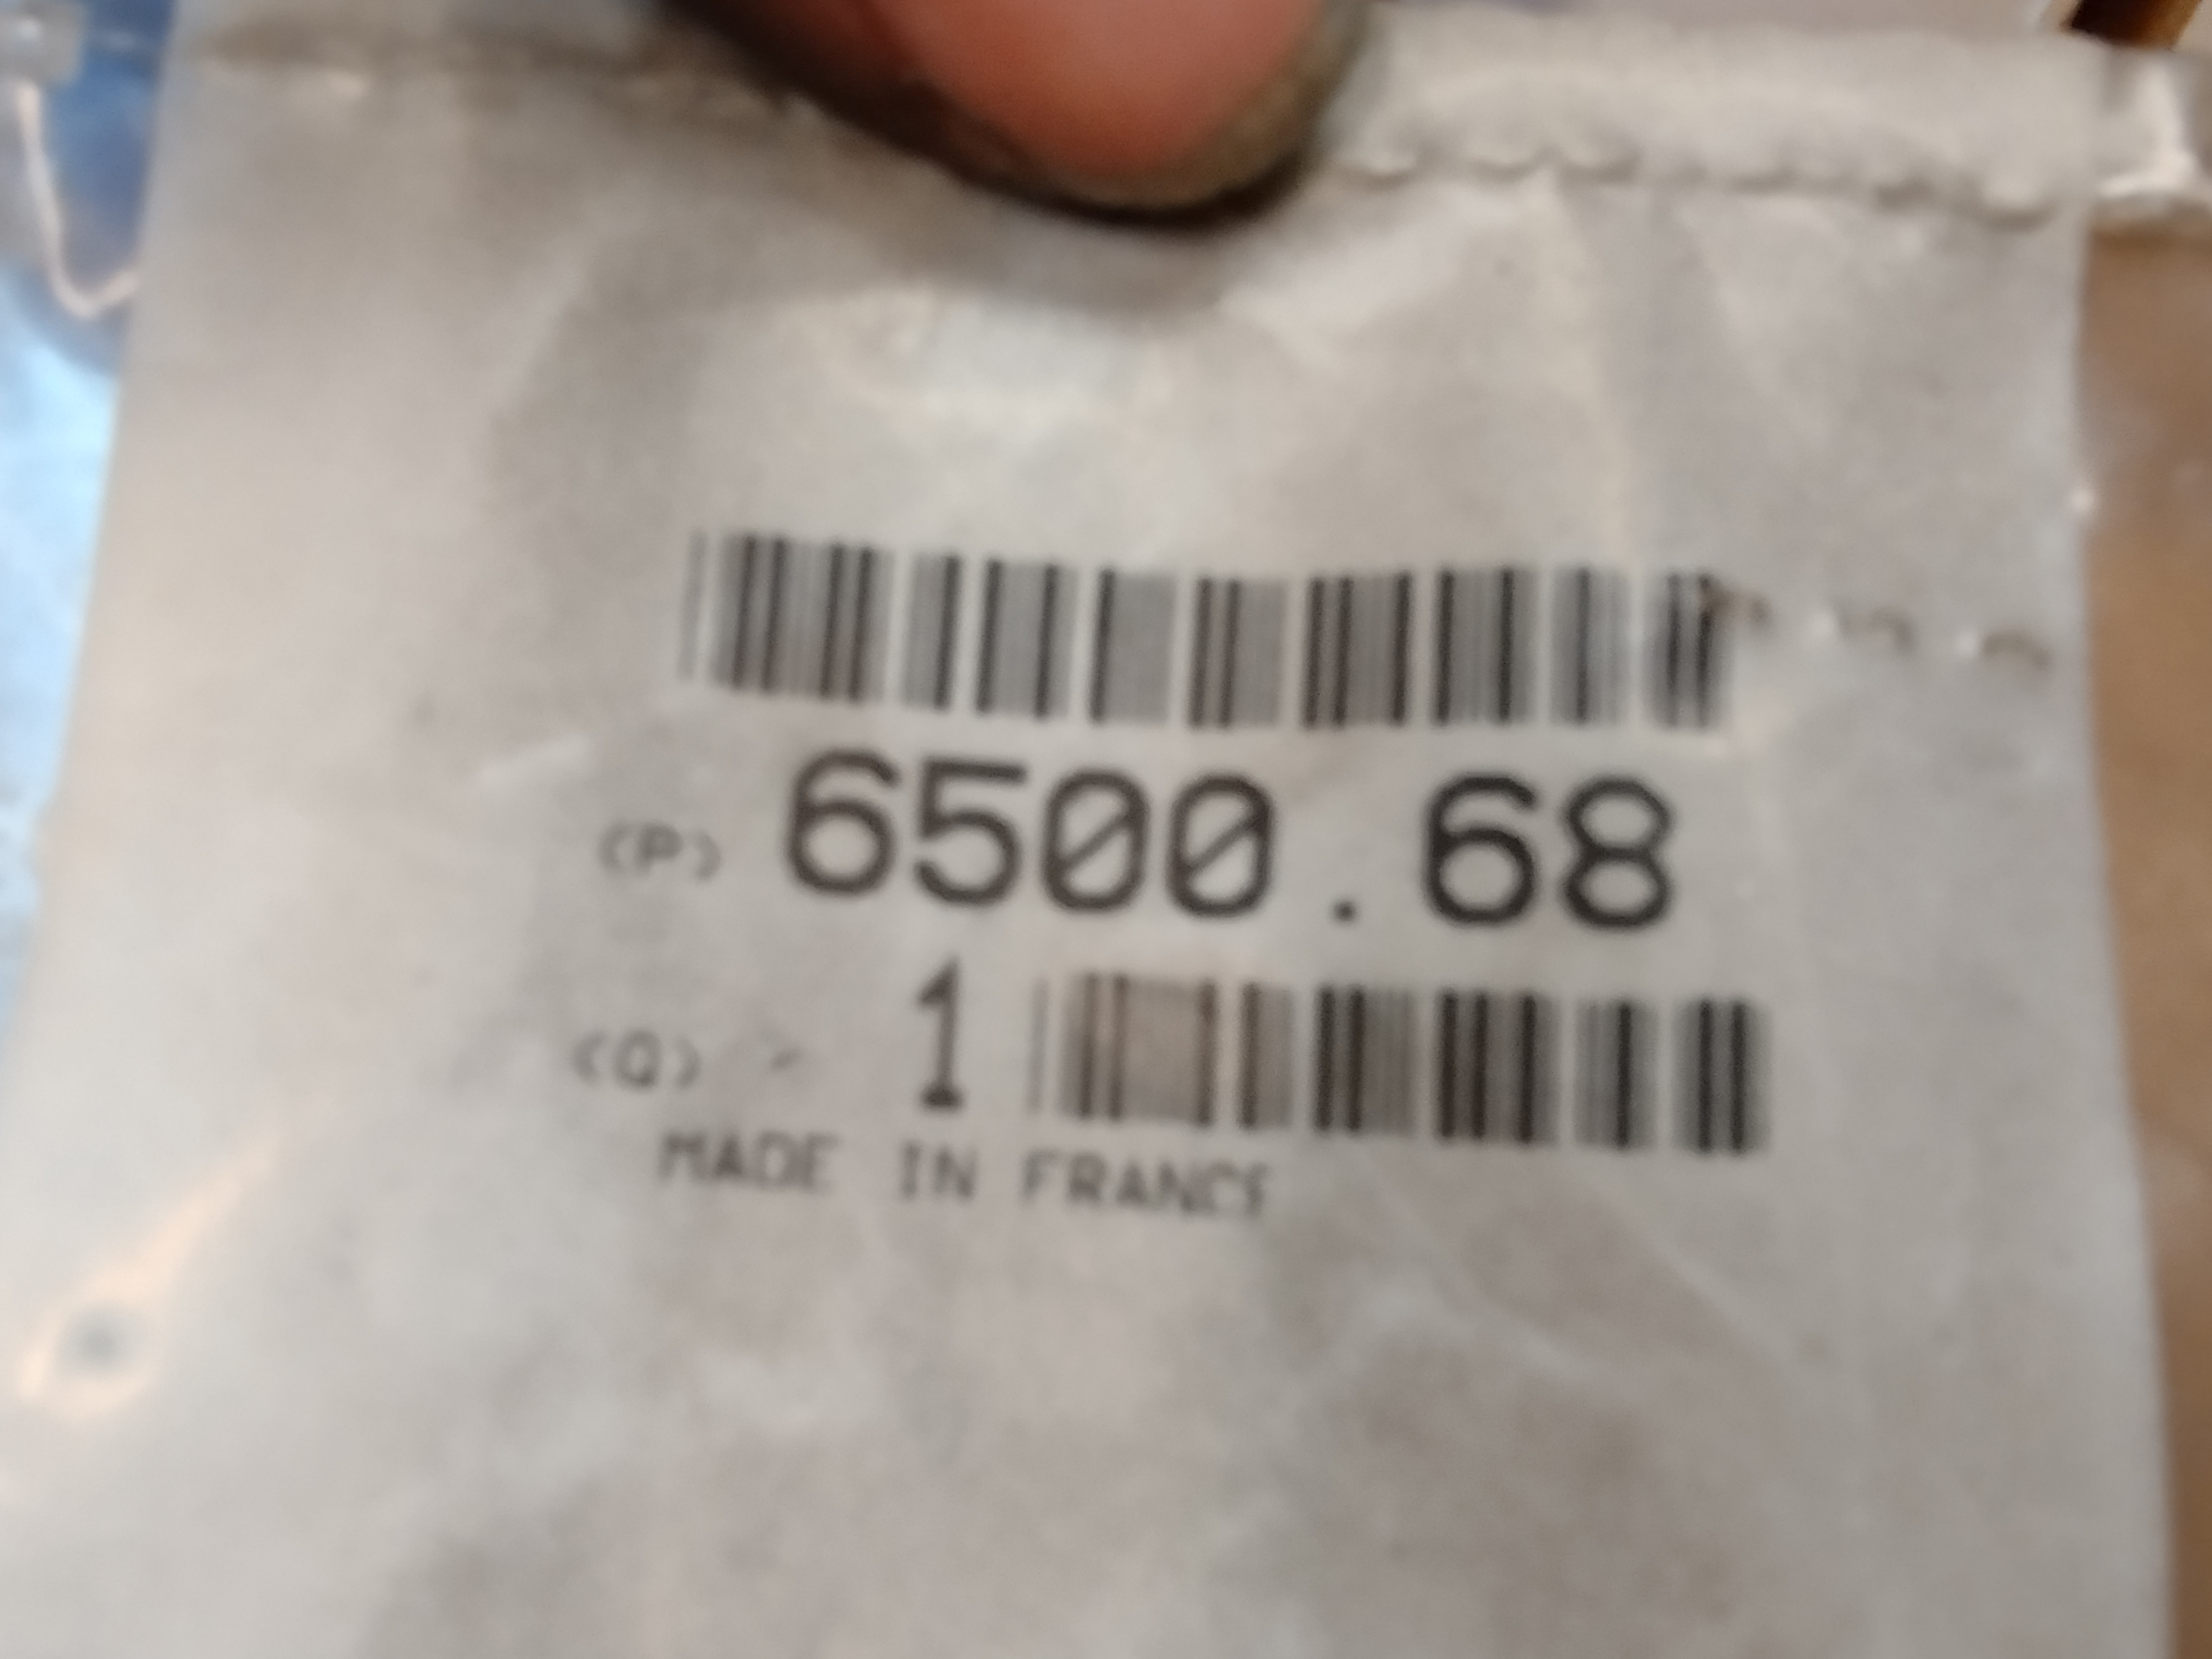 (P) 6500.68
(Q) 1
MADE IN FRANCE